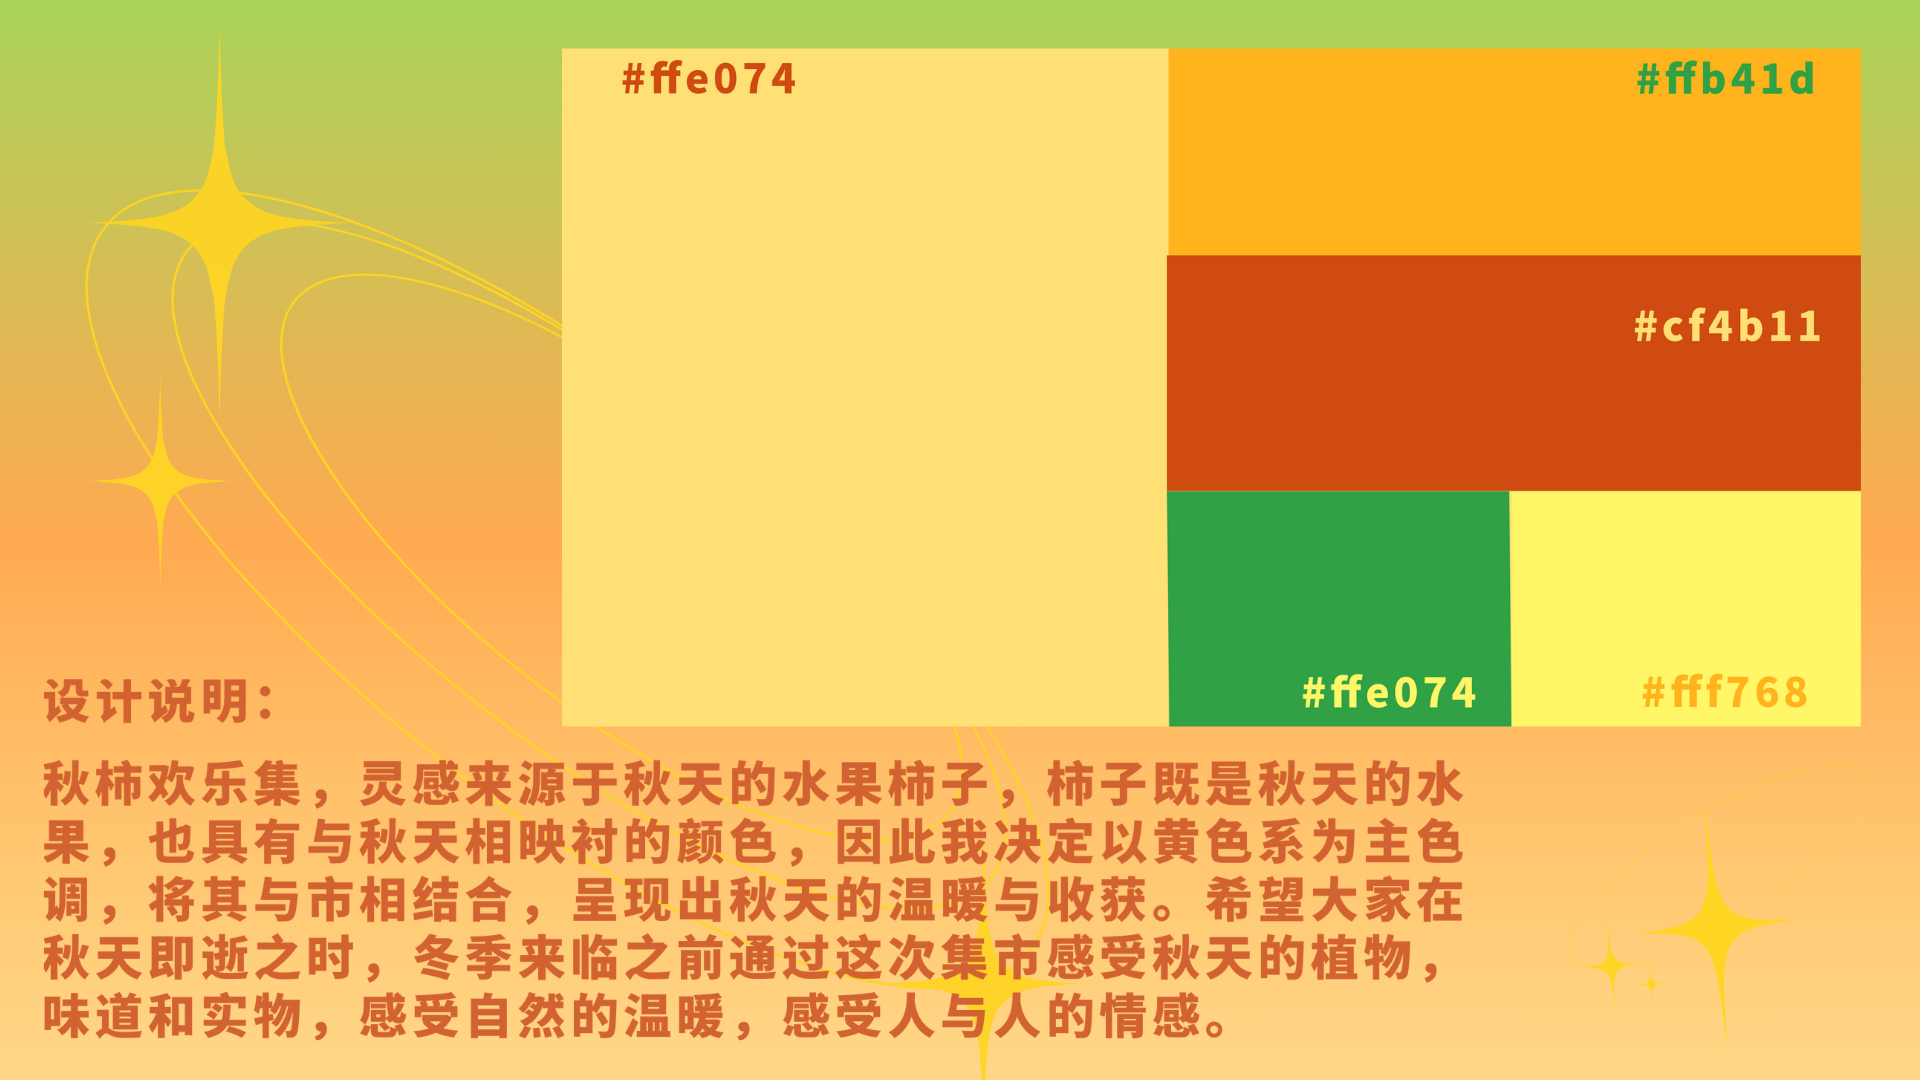 #ffe074
#ffb41d
#cf4b11
#ffe074
#fff768
设计说明：
秋柿欢乐集，灵感来源于秋天的水果柿子，柿子既是秋天的水
果，也具有与秋天相映衬的颜色，因此我决定以黄色系为主色
调，将其与市相结合，呈现出秋天的温暖与收获。希望大家在
秋天即逝之时，冬季来临之前通过这次集市感受秋天的植物，
味道和实物，感受自然的温暖，感受人与人的情感。